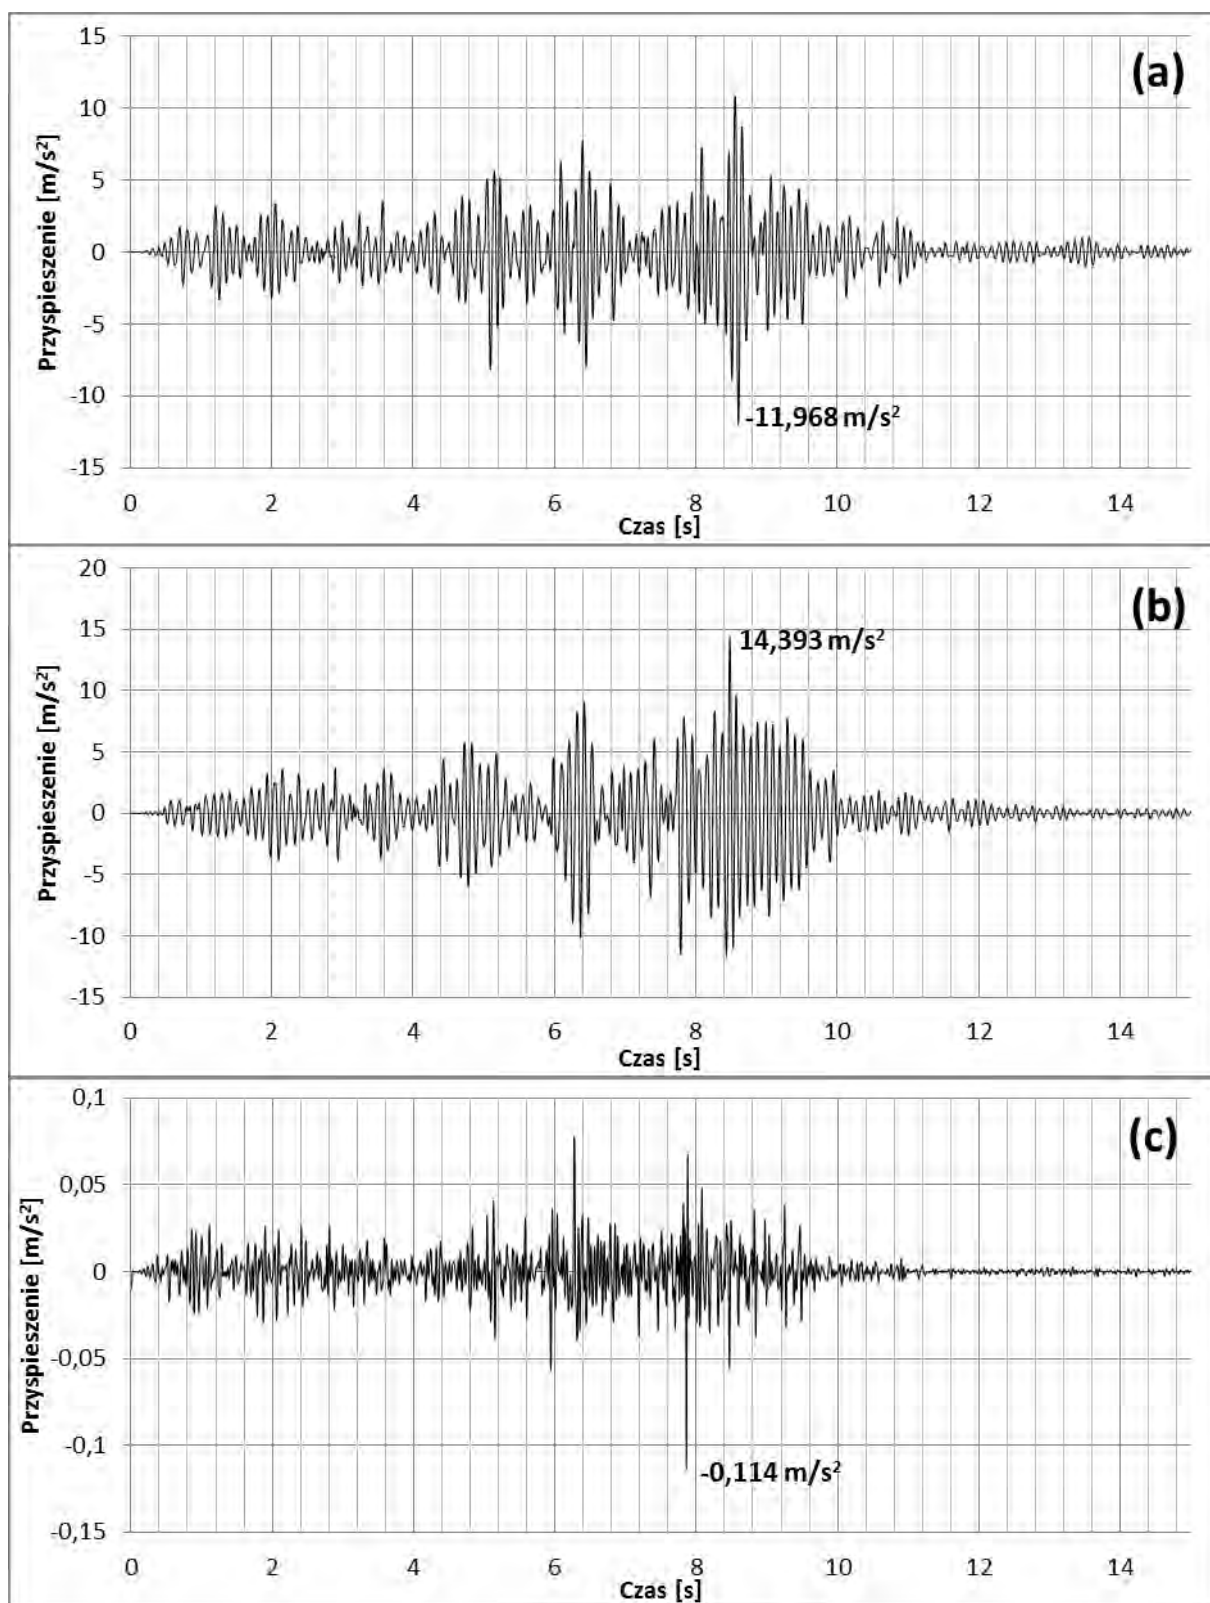 (a)
Przyspieszenie [m/s²]
15
10
5
0
-5
-10
-15
-11,968 m/s²
0 2 4 6 8 10 12 14
Czas [s]
(b)
Przyspieszenie [m/s²]
20
15
10
5
0
-5
-10
-15
14,393 m/s²
0 2 4 6 8 10 12 14
Czas [s]
(c)
Przyspieszenie [m/s²]
0,1
0,05
0
-0,05
-0,1
-0,15
-0,114 m/s²
0 2 4 6 8 10 12 14
Czas [s]